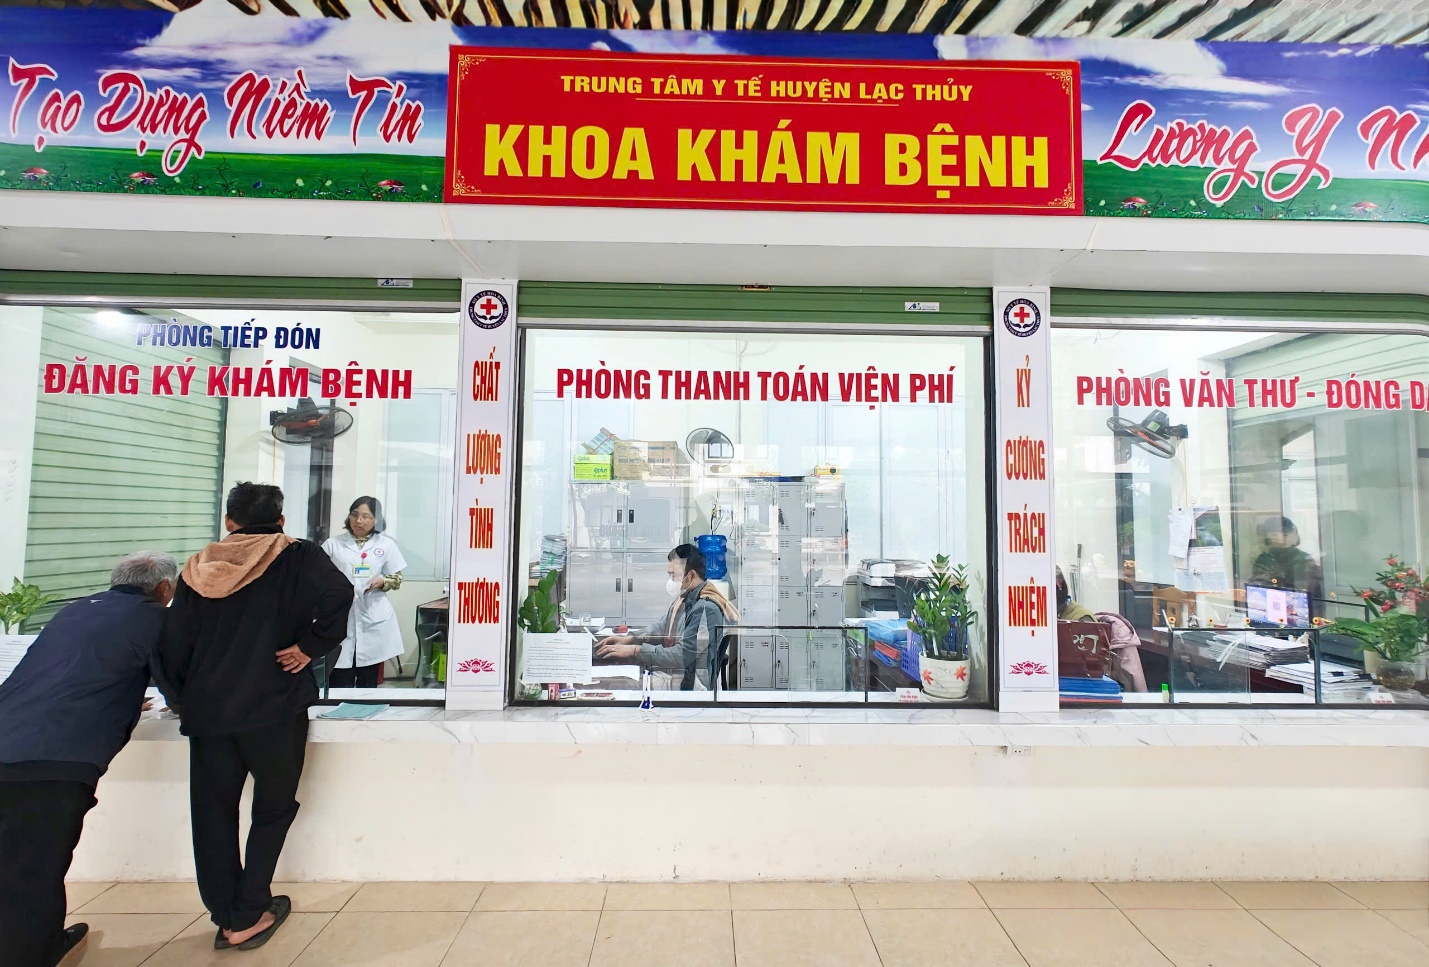 Tạo Dựng Niềm Tin
TRUNG TÂM Y TẾ HUYỆN LẠC THỦY
KHOA KHÁM BỆNH
Lương Y
PHÒNG TIẾP ĐÓN
ĐĂNG KÝ KHÁM BỆNH
CHẤT
LƯỢNG
TÌNH
THƯƠNG
PHÒNG THANH TOÁN VIỆN PHÍ
KỶ
CƯƠNG
TRÁCH
NHIỆM
PHÒNG VĂN THƯ - ĐÓNG